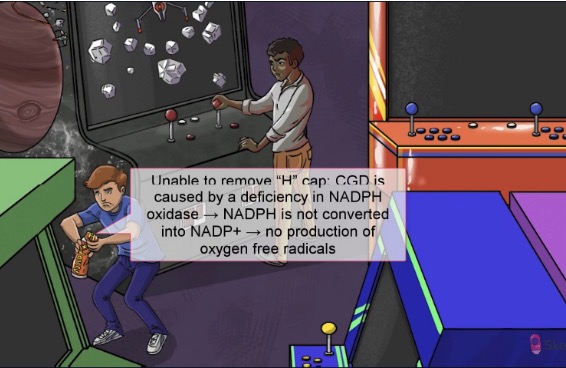 Unable to remove "H" cap: CGD is
caused by a deficiency in NADPH
oxidase → NADPH is not converted
into NADP+ → no production of
oxygen free radicals